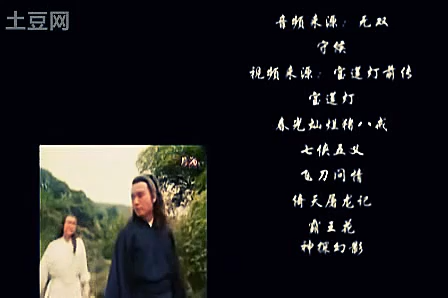 土豆网
音频来源：无双
守候
视频来源：宝莲灯前传
宝莲灯
春光灿烂猪八戒
七侠五义
飞刀问情
倚天屠龙记
霸王花
神探幻影